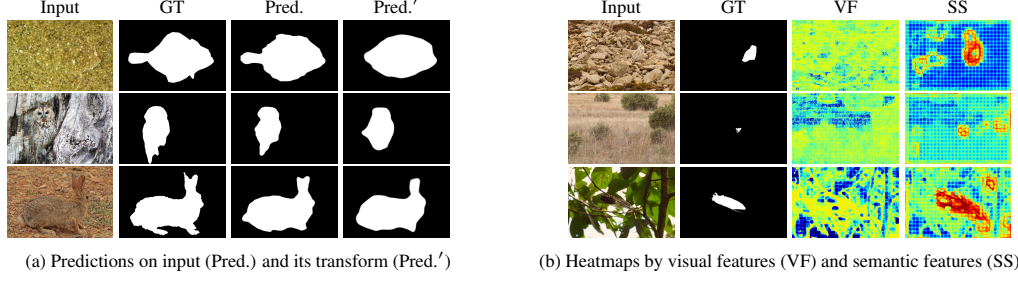 Input GT Pred. Pred.′ Input GT VF SS
(a) Predictions on input (Pred.) and its transform (Pred.′) (b) Heatmaps by visual features (VF) and semantic features (SS)